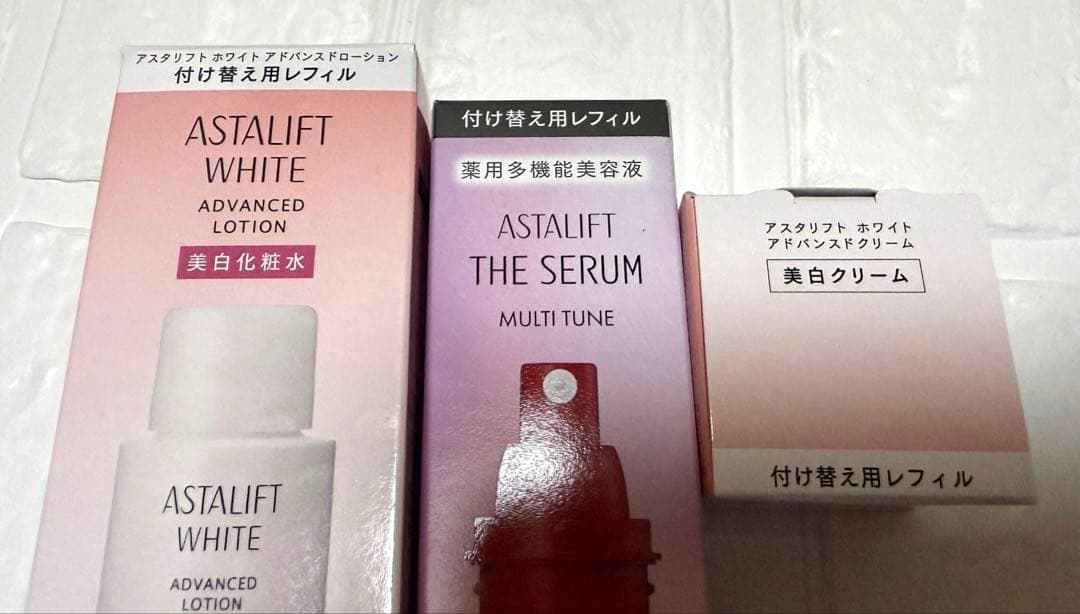 アスタリフト ホワイト アドバンスドローション
付け替え用レフィル
ASTALIFT
WHITE
ADVANCED
LOTION
美白化粧水
ASTALIFT
WHITE
ADVANCED
LOTION
付け替え用レフィル
薬用多機能美容液
ASTALIFT
THE SERUM
MULTI TUNE
アスタリフト ホワイト
アドバンスドクリーム
美白クリーム
付け替え用レフィル